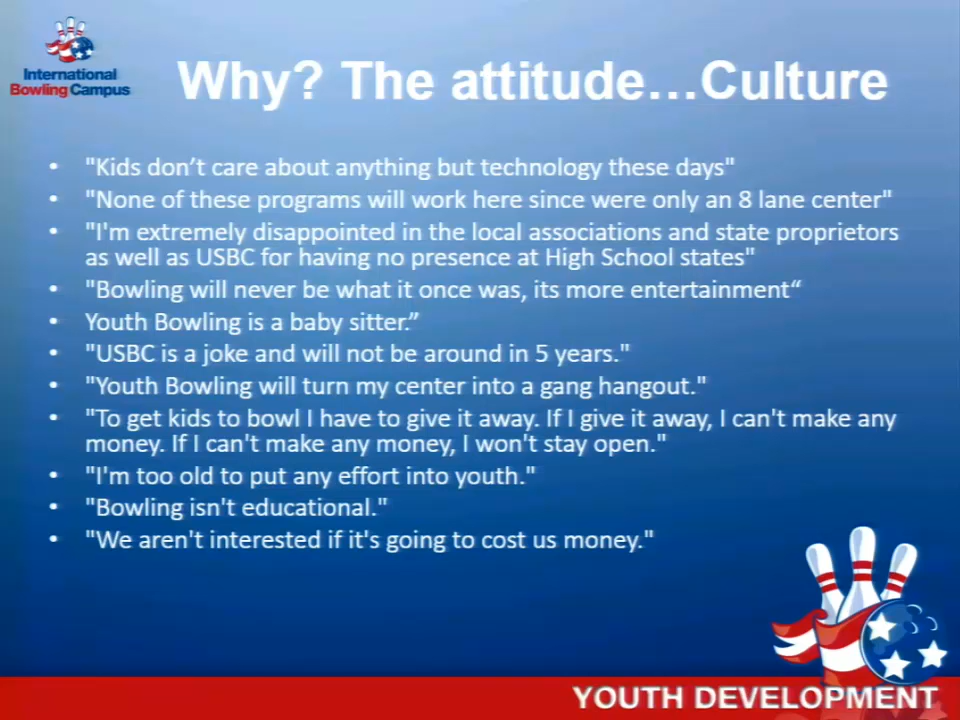 International
Bowling Campus
Why? The attitude…Culture
• "Kids don’t care about anything but technology these days"
• "None of these programs will work here since were only an 8 lane center"
• "I'm extremely disappointed in the local associations and state proprietors
as well as USBC for having no presence at High School states"
• "Bowling will never be what it once was, its more entertainment“
• Youth Bowling is a baby sitter.”
• "USBC is a joke and will not be around in 5 years."
• "Youth Bowling will turn my center into a gang hangout."
• "To get kids to bowl I have to give it away. If I give it away, I can't make any
money. If I can't make any money, I won't stay open."
• "I'm too old to put any effort into youth."
• "Bowling isn't educational."
• "We aren't interested if it's going to cost us money."
YOUTH DEVELOPMENT